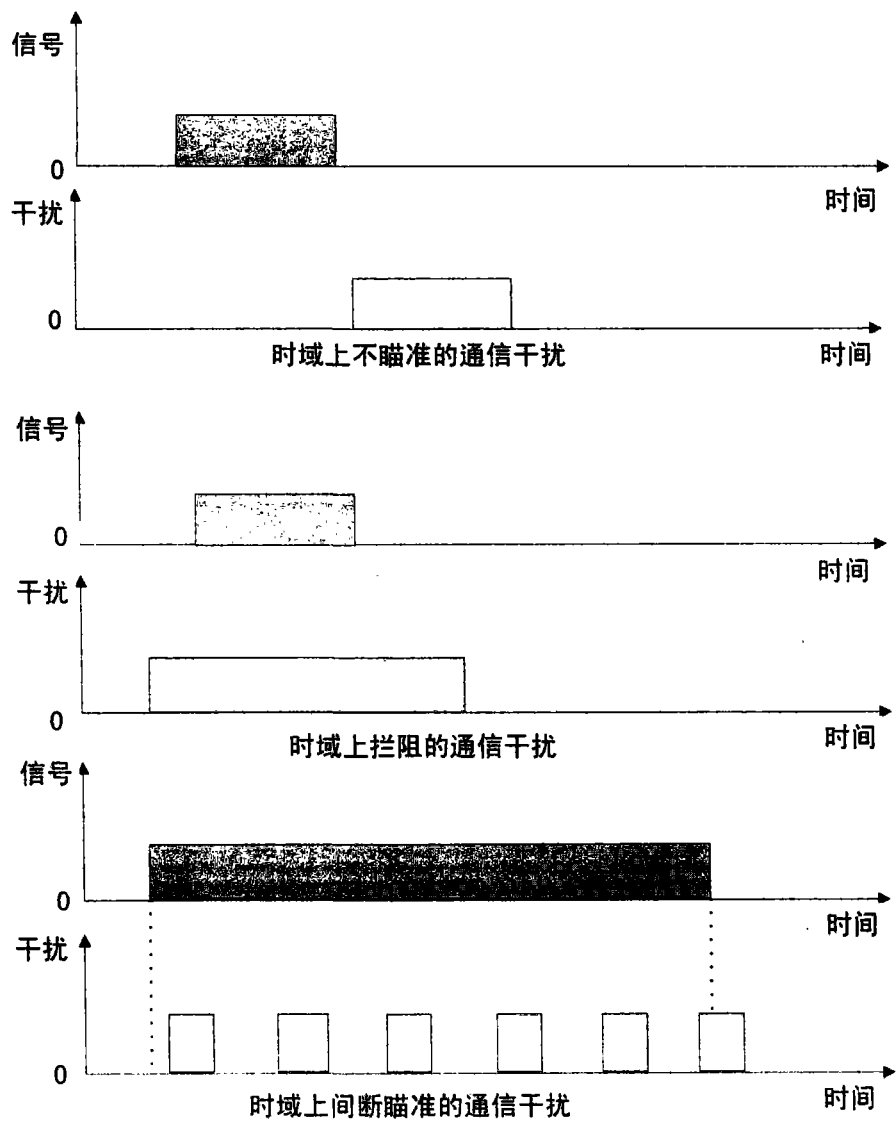 信号
0
时间
干扰
0
时间
时域上不瞄准的通信干扰
信号
0
时间
干扰
0
时间
时域上拦阻的通信干扰
信号
0
时间
干扰
0
时间
时域上间断瞄准的通信干扰